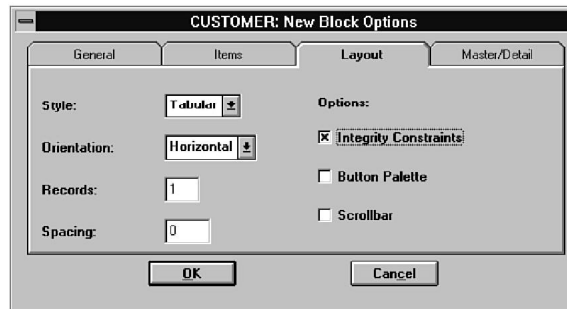 CUSTOMER: New Block Options
General Items Layout Master/Detail
Style: Tabular
Options:
Integrity Constraints
Orientation: Horizontal
Button Palette
Records: 1
Scrollbar
Spacing: 0
OK Cancel